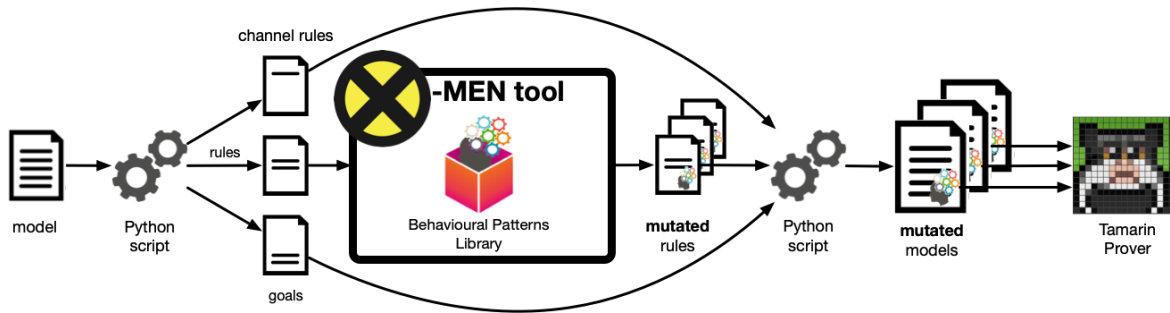 channel rules
-MEN tool
rules
Behavioural Patterns
Library
model
Python
script
goals
mutated
rules
Python
script
mutated
models
Tamarin
Prover